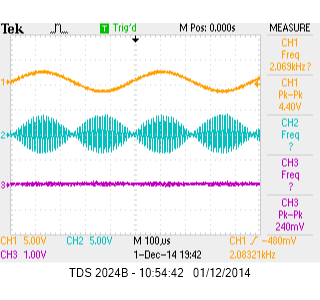 Tek Trig'd M Pos: 0.000s MEASURE
CH1
Freq
2.069kHz?
CH1
Pk-Pk
4.40V
CH2
Freq
?
CH3
Freq
?
CH3
Pk-Pk
240mV
1
2
3
CH1 5.00V CH2 5.00V M 100µs CH1 -480mV
CH3 1.00V 1-Dec-14 19:42 2.08321kHz
TDS 2024B - 10:54:42 01/12/2014